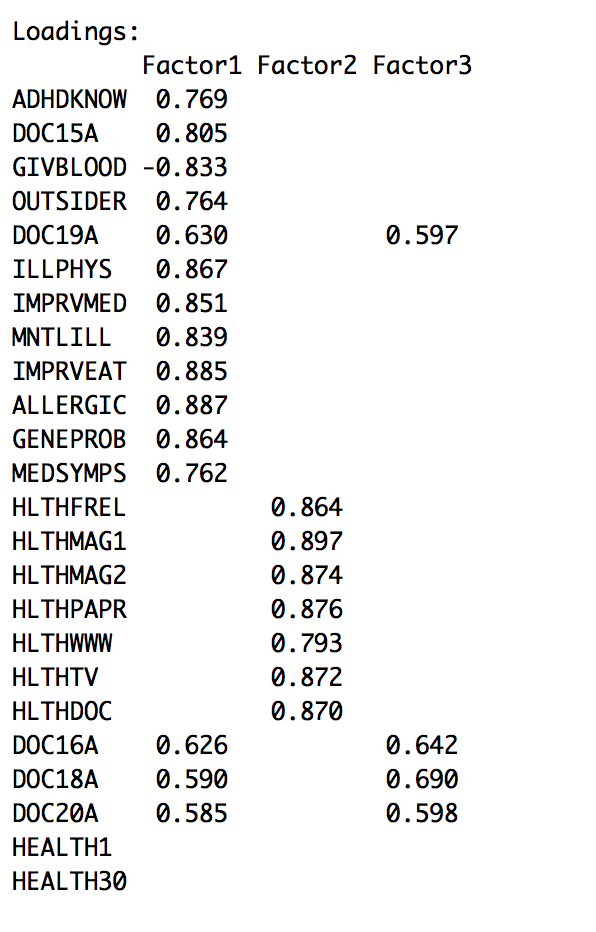 Loadings:
         Factor1 Factor2 Factor3
ADHDKNOW  0.769
DOC15A    0.805
GIVBLOOD -0.833
OUTSIDER  0.764
DOC19A    0.630           0.597
ILLPHYS   0.867
IMPRVMED  0.851
MNTLILL   0.839
IMPRVEAT  0.885
ALLERGIC  0.887
GENEPROB  0.864
MEDSYMPS  0.762
HLTHFREL          0.864
HLTHMAG1          0.897
HLTHMAG2          0.874
HLTHPAPR          0.876
HLTHWWW           0.793
HLTHTV            0.872
HLTHDOC           0.870
DOC16A    0.626           0.642
DOC18A    0.590           0.690
DOC20A    0.585           0.598
HEALTH1
HEALTH30